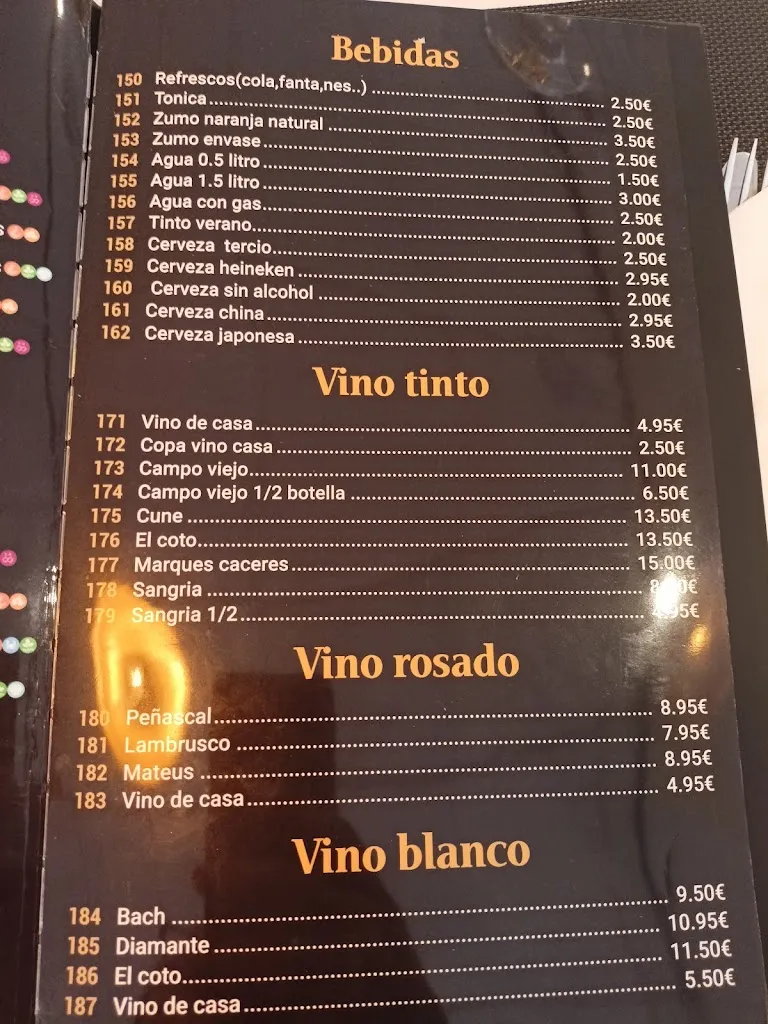 Bebidas
150 Refrescos(cola,fanta,nes..) ........ 2.50€
151 Tonica ........ 2.50€
152 Zumo naranja natural ........ 3.50€
153 Zumo envase ........ 2.50€
154 Agua 0.5 litro ........ 1.50€
155 Agua 1.5 litro ........ 3.00€
156 Agua con gas ........ 2.50€
157 Tinto verano ........ 2.00€
158 Cerveza tercio ........ 2.50€
159 Cerveza heineken ........ 2.95€
160 Cerveza sin alcohol ........ 2.00€
161 Cerveza china ........ 2.95€
162 Cerveza japonesa ........ 3.50€
Vino tinto
171 Vino de casa ........ 4.95€
172 Copa vino casa ........ 2.50€
173 Campo viejo ........ 11.00€
174 Campo viejo 1/2 botella ........ 6.50€
175 Cune ........ 13.50€
176 El coto ........ 13.50€
177 Marques caceres ........ 15.00€
178 Sangria ........
179 Sangria 1/2 ........
Vino rosado
180 Peñascal ........ 8.95€
181 Lambrusco ........ 7.95€
182 Mateus ........ 8.95€
183 Vino de casa ........ 4.95€
Vino blanco
184 Bach ........ 9.50€
185 Diamante ........ 10.95€
186 El coto ........ 11.50€
187 Vino de casa ........ 5.50€